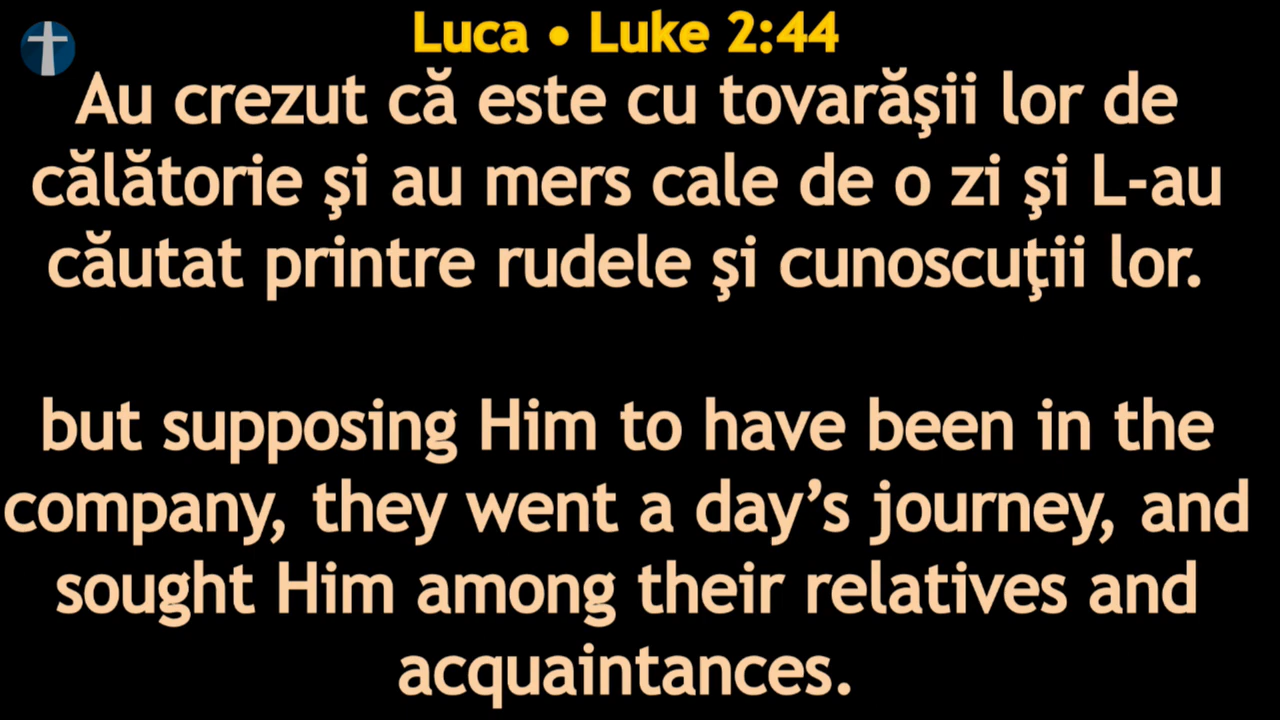 Luca • Luke 2:44
Au crezut că este cu tovarăşii lor de
călătorie şi au mers cale de o zi şi L-au
căutat printre rudele şi cunoscuţii lor.
but supposing Him to have been in the
company, they went a day’s journey, and
sought Him among their relatives and
acquaintances.